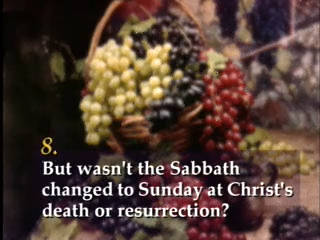 8.
But wasn't the Sabbath
changed to Sunday at Christ's
death or resurrection?